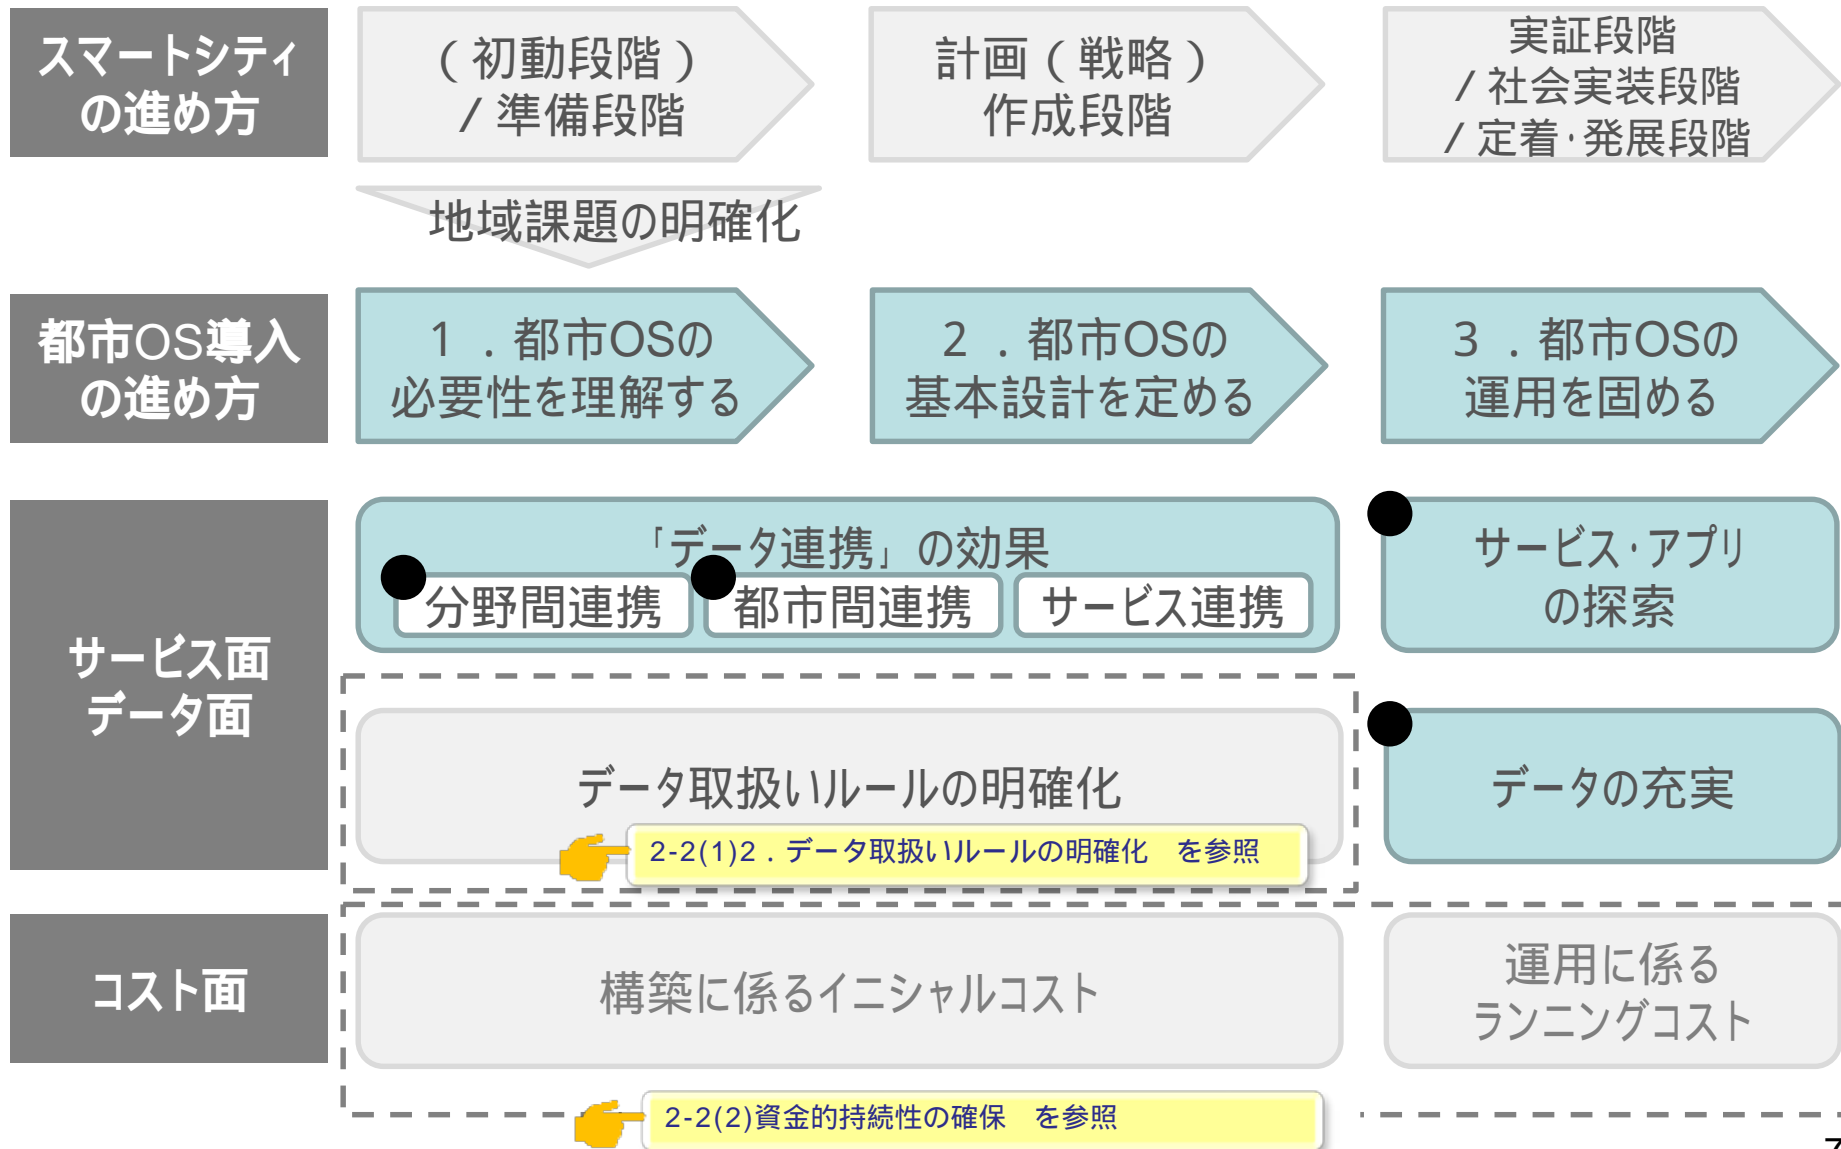 スマートシティ
の進め方
(初動段階)
/準備段階
計画(戦略)
作成段階
実証段階
/社会実装段階
/定着・発展段階
地域課題の明確化
都市OS導入
の進め方
1.都市OSの
必要性を理解する
2.都市OSの
基本設計を定める
3.都市OSの
運用を固める
サービス面
データ面
「データ連携」の効果
分野間連携
都市間連携
サービス連携
サービス・アプリ
の探索
データ取扱いルールの明確化
2-2(1)2.データ取扱いルールの明確化 を参照
データの充実
コスト面
構築に係るイニシャルコスト
運用に係る
ランニングコスト
2-2(2)資金的持続性の確保 を参照